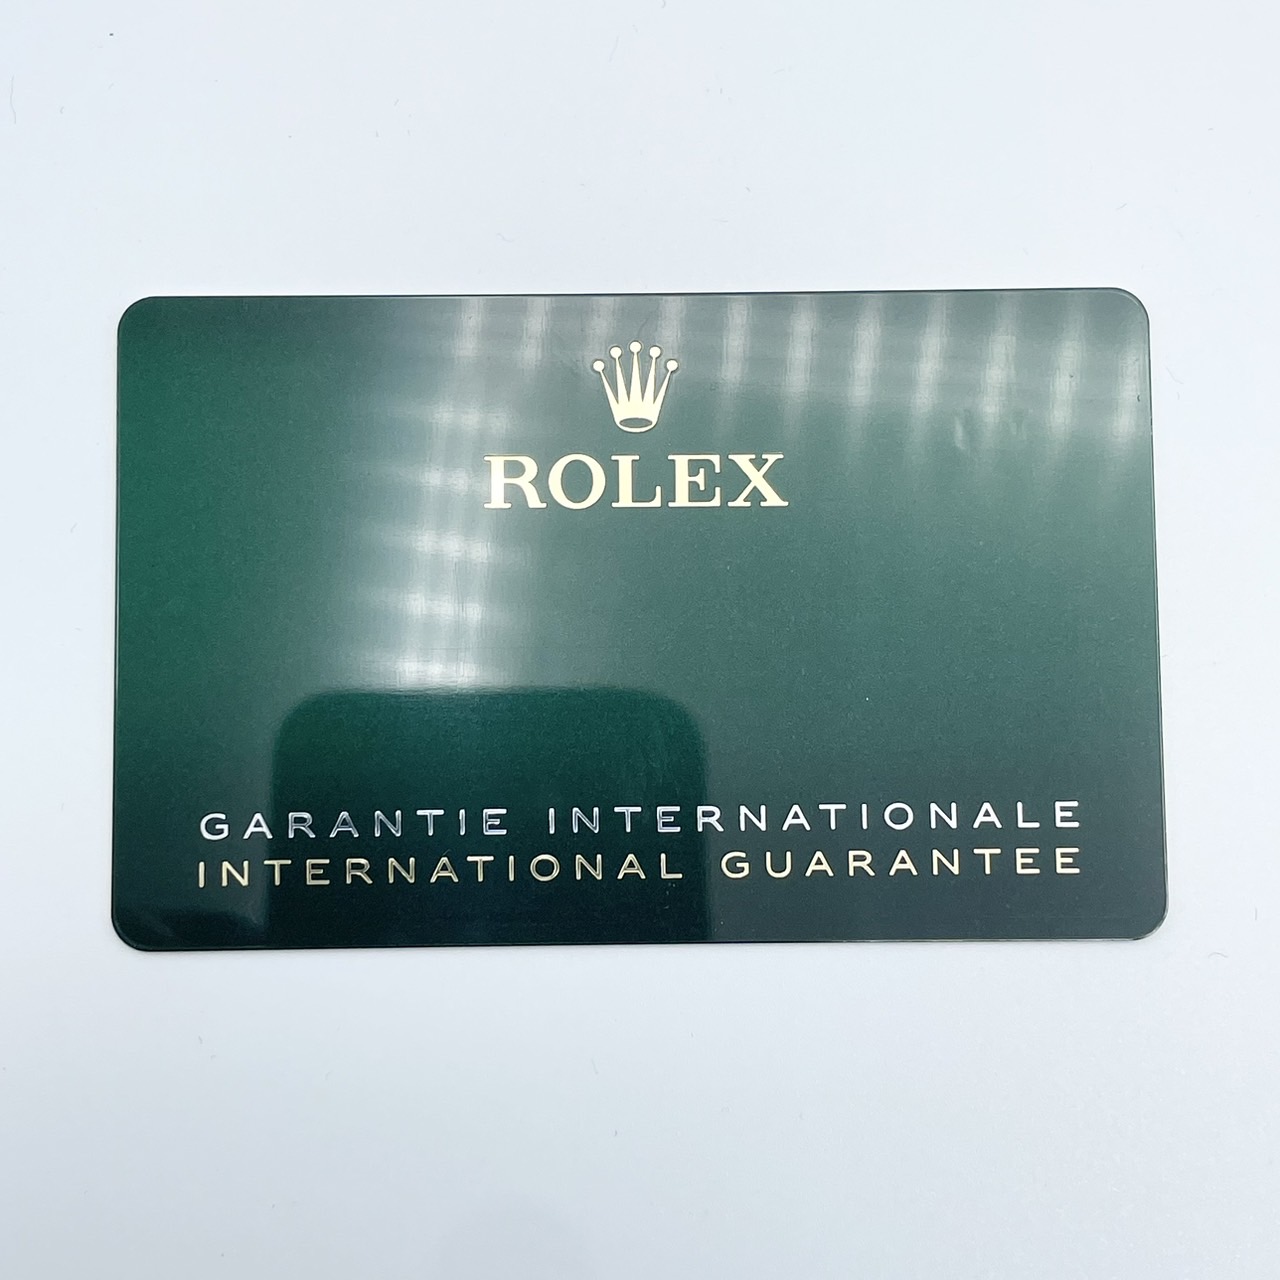 ROLEX
GARANTIE INTERNATIONALE
INTERNATIONAL GUARANTEE